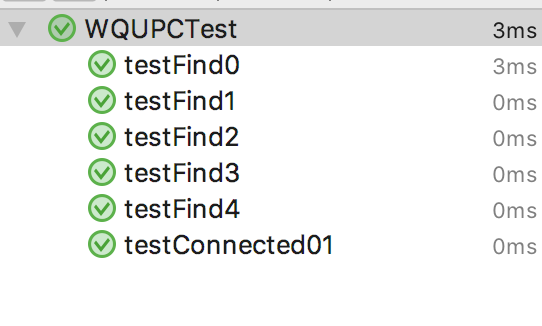 WQUPCTest 3ms
testFind0 3ms
testFind1 0ms
testFind2 0ms
testFind3 0ms
testFind4 0ms
testConnected01 0ms